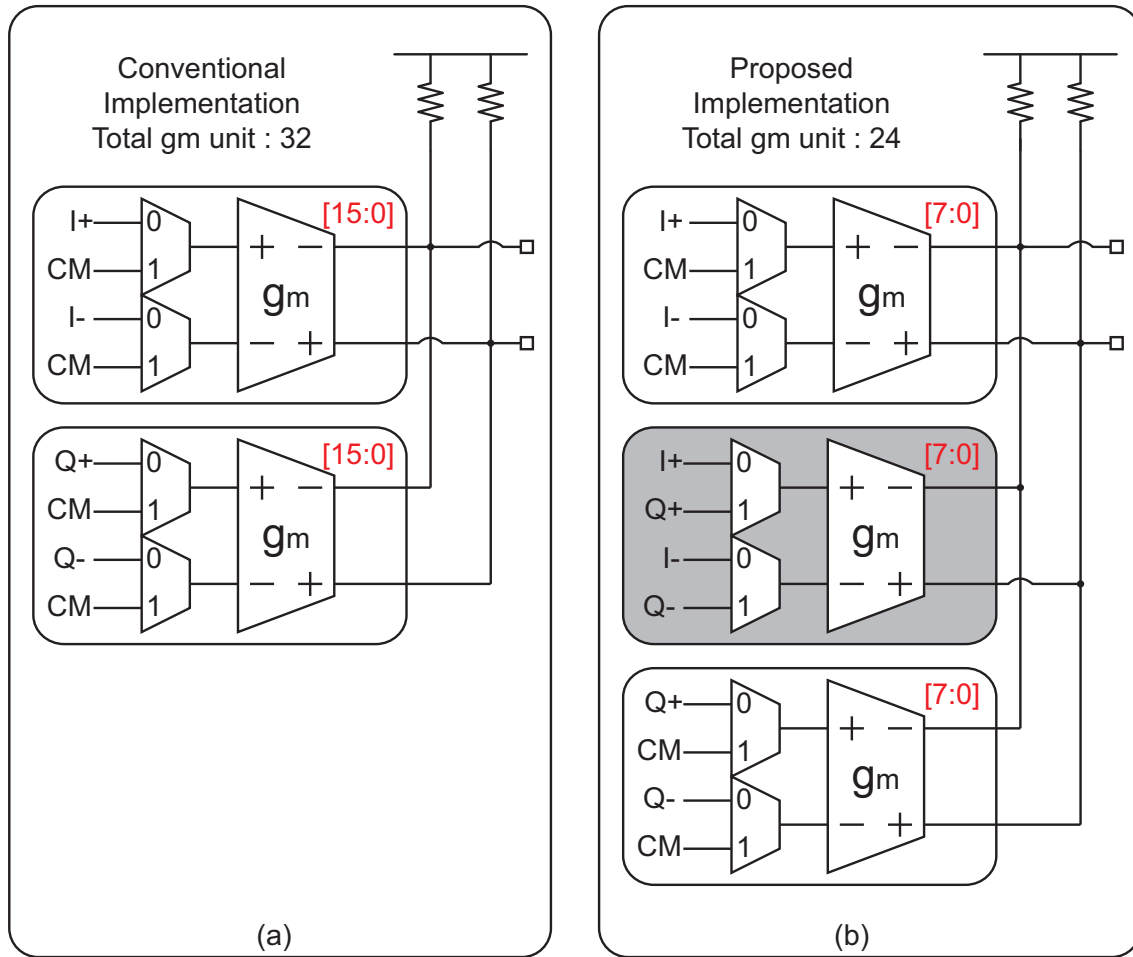 Conventional
Implementation
Total gm unit : 32
[15:0]
I+ 0
CM 1
I- 0
CM 1
+ −
gm
− +
[15:0]
Q+ 0
CM 1
Q- 0
CM 1
+ −
gm
− +
(a)
Proposed
Implementation
Total gm unit : 24
[7:0]
I+ 0
CM 1
I- 0
CM 1
+ −
gm
− +
[7:0]
I+ 0
Q+ 1
I- 0
Q- 1
+ −
gm
− +
[7:0]
Q+ 0
CM 1
Q- 0
CM 1
+ −
gm
− +
(b)